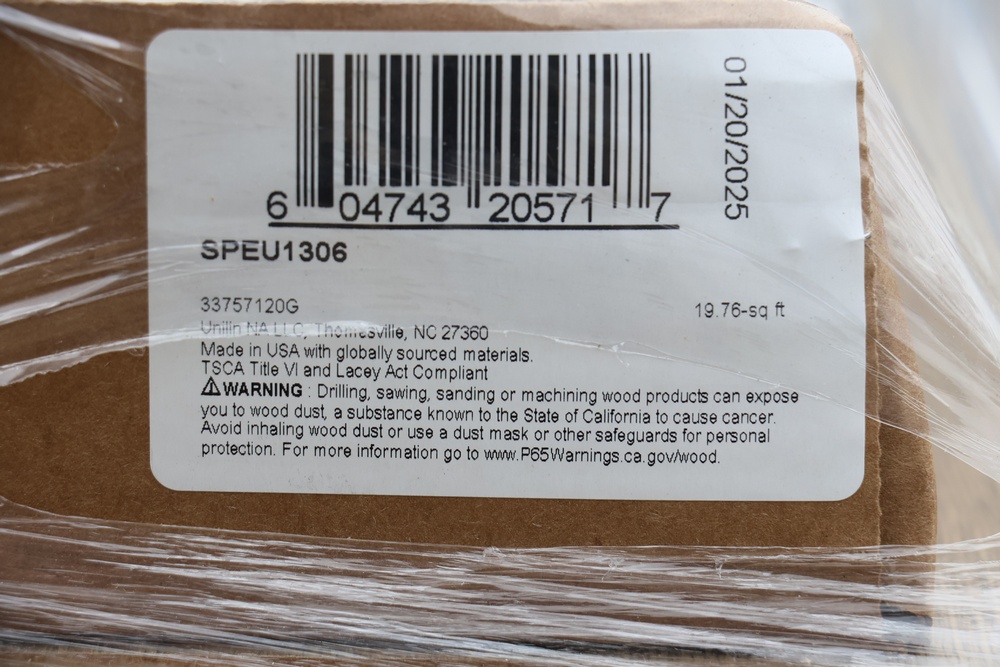 6 04743 20571 7
01/20/2025
SPEU1306
33757120G
19.76-sq ft
Unilin NA LLC, Thomasville, NC 27360
Made in USA with globally sourced materials.
TSCA Title VI and Lacey Act Compliant
⚠WARNING : Drilling, sawing, sanding or machining wood products can expose
you to wood dust, a substance known to the State of California to cause cancer.
Avoid inhaling wood dust or use a dust mask or other safeguards for personal
protection. For more information go to www.P65Warnings.ca.gov/wood.